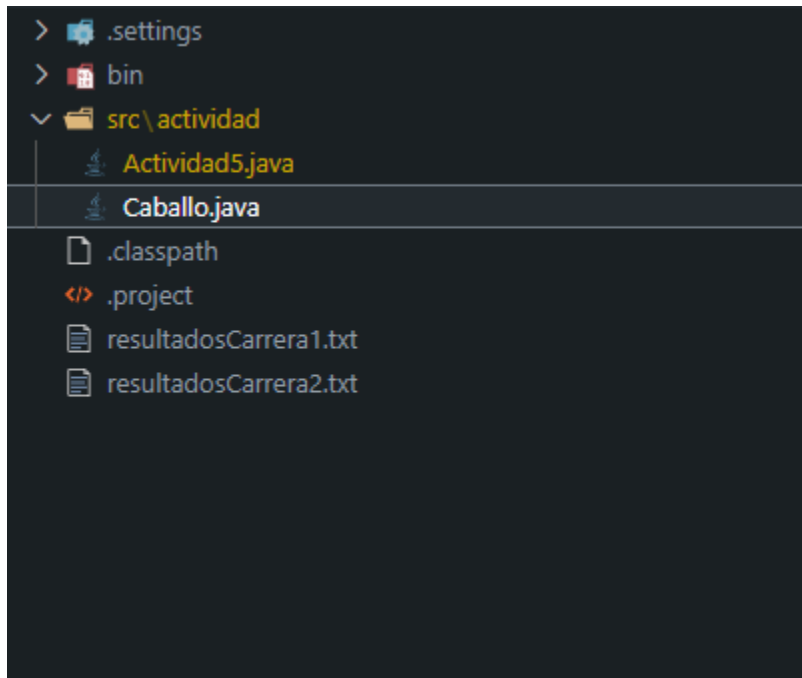 .settings
bin
src\actividad
Actividad5.java
Caballo.java
.classpath
.project
resultadosCarrera1.txt
resultadosCarrera2.txt